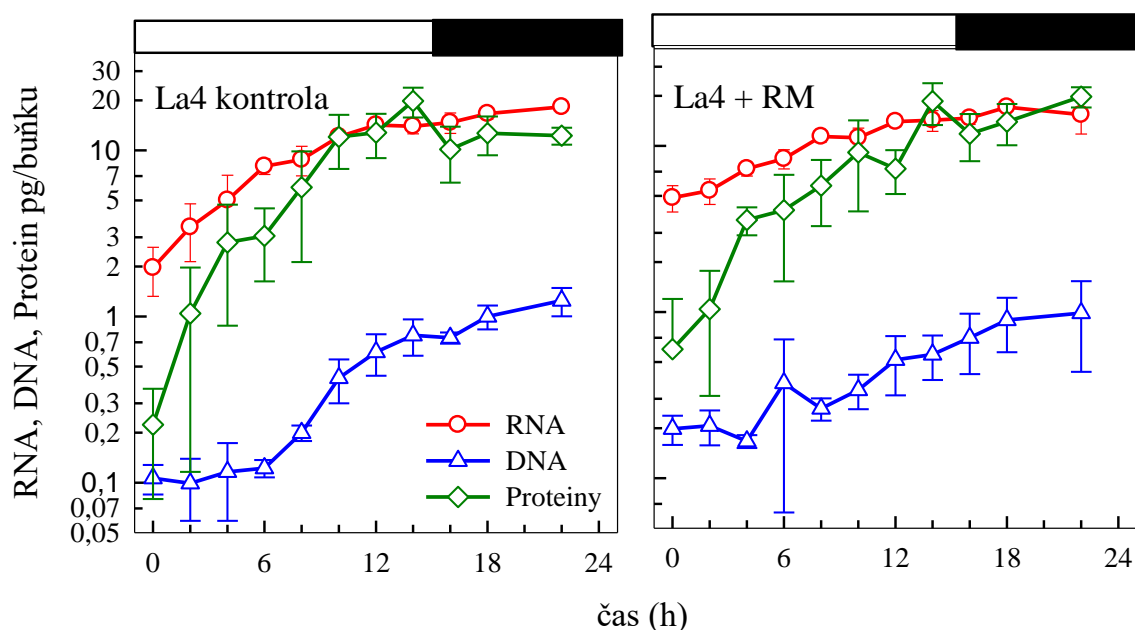 La4 kontrola
La4 + RM
RNA, DNA, Protein pg/buňku
30
20
10
5
3
2
1
0,7
0,5
0,3
0,2
0,1
0,07
0,05
RNA
DNA
Proteiny
0 6 12 18 24
0 6 12 18 24
čas (h)